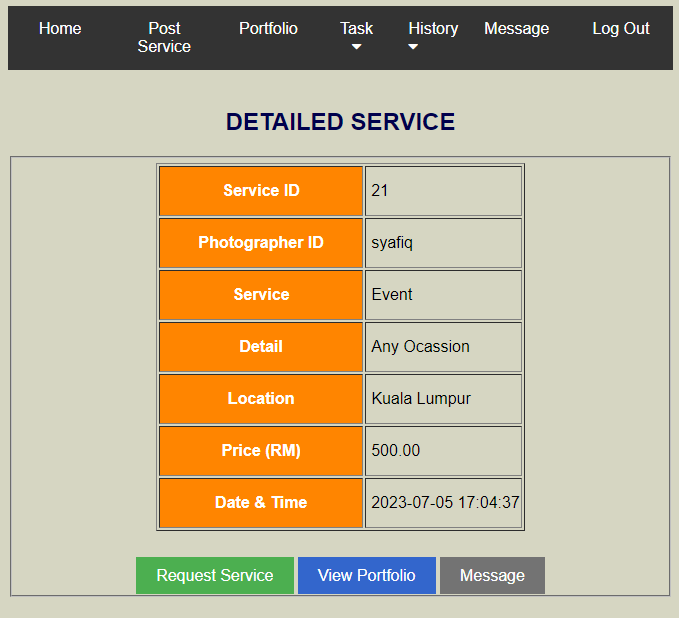 Home Post Service Portfolio Task History Message Log Out
DETAILED SERVICE
Service ID 21
Photographer ID syafiq
Service Event
Detail Any Ocassion
Location Kuala Lumpur
Price (RM) 500.00
Date & Time 2023-07-05 17:04:37
Request Service View Portfolio Message